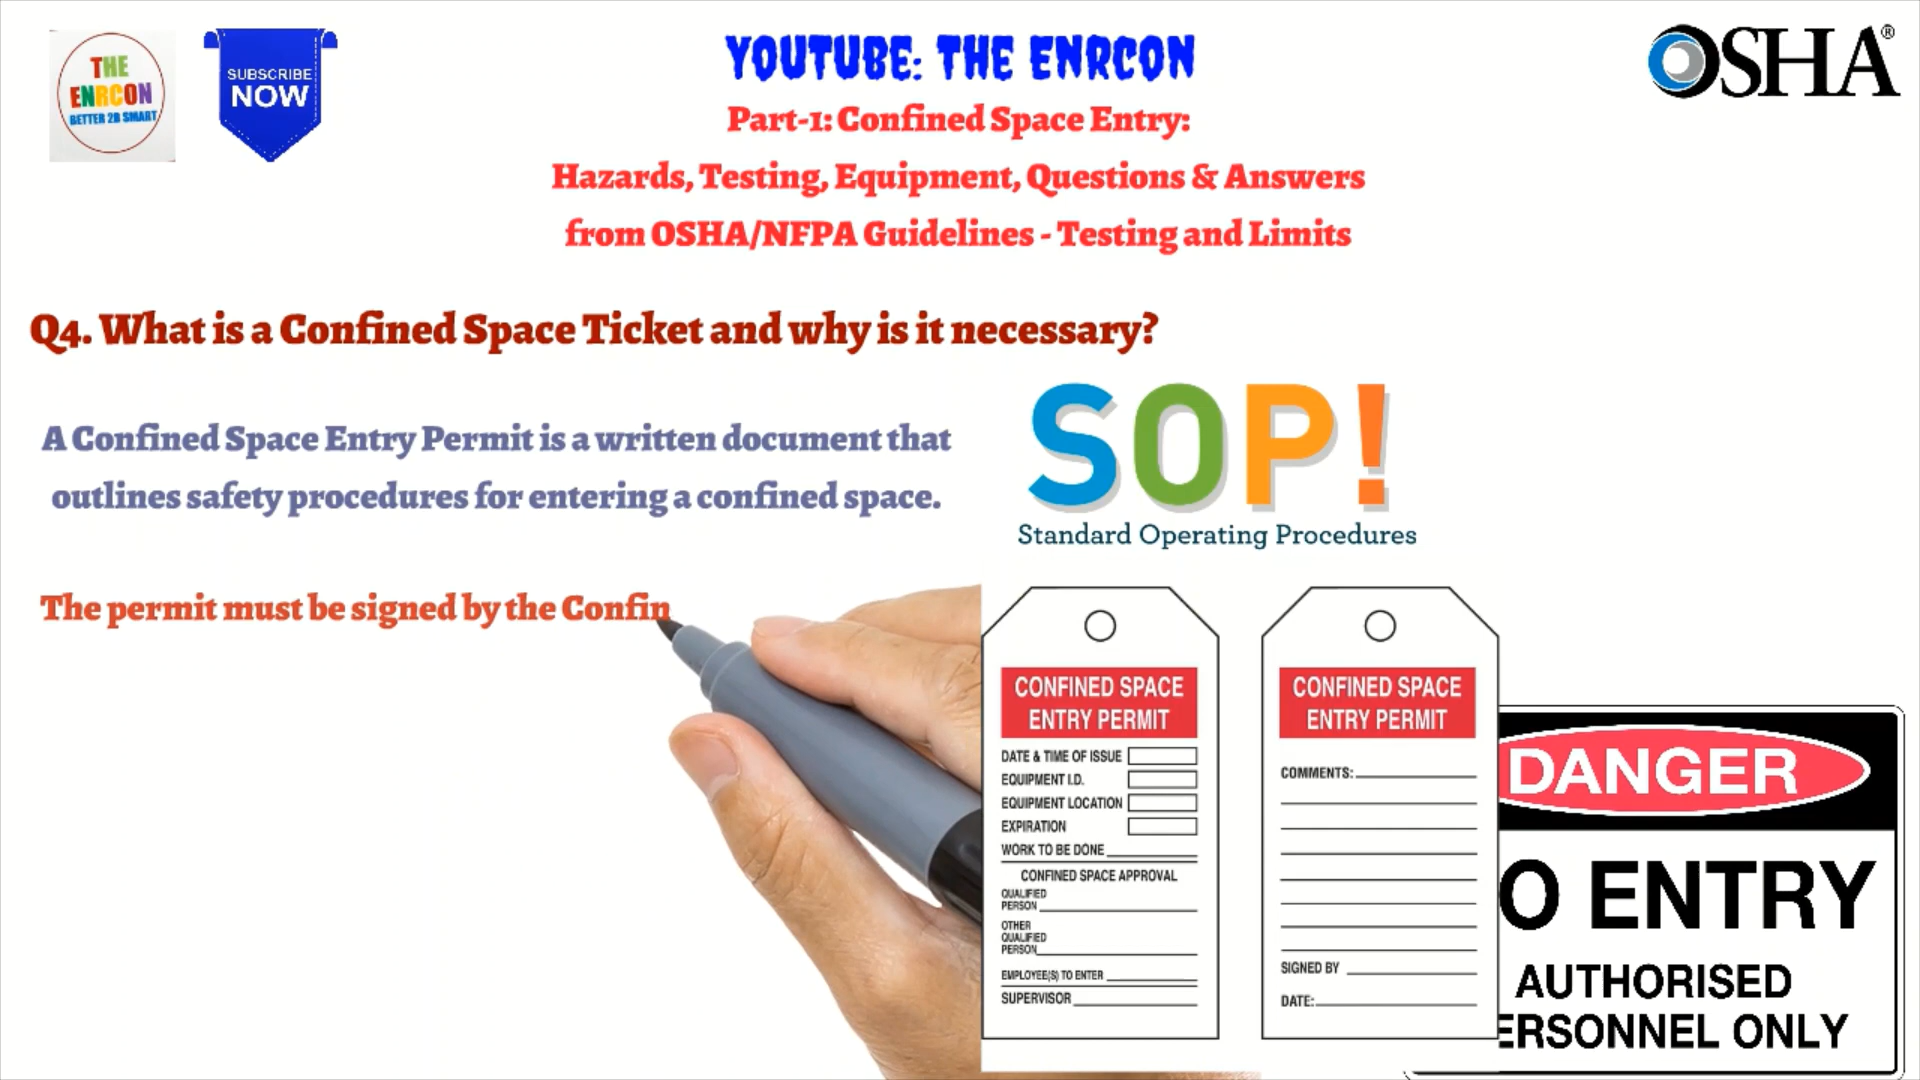 THE
ENRCON
BETTER 2B SMART
SUBSCRIBE
NOW
YOUTUBE: THE ENRCON
OSHA®
Part-1: Confined Space Entry:
Hazards, Testing, Equipment, Questions & Answers
from OSHA/NFPA Guidelines - Testing and Limits
Q4. What is a Confined Space Ticket and why is it necessary?
A Confined Space Entry Permit is a written document that
outlines safety procedures for entering a confined space.
SOP!
Standard Operating Procedures
The permit must be signed by the Confin
CONFINED SPACE
ENTRY PERMIT
DATE & TIME OF ISSUE
EQUIPMENT I.D.
EQUIPMENT LOCATION
EXPIRATION
WORK TO BE DONE
CONFINED SPACE APPROVAL
QUALIFIED
PERSON
OTHER
QUALIFIED
PERSON
EMPLOYEE(S) TO ENTER
SUPERVISOR
CONFINED SPACE
ENTRY PERMIT
COMMENTS:
SIGNED BY
DATE:
DANGER
O ENTRY
AUTHORISED
ERSONNEL ONLY